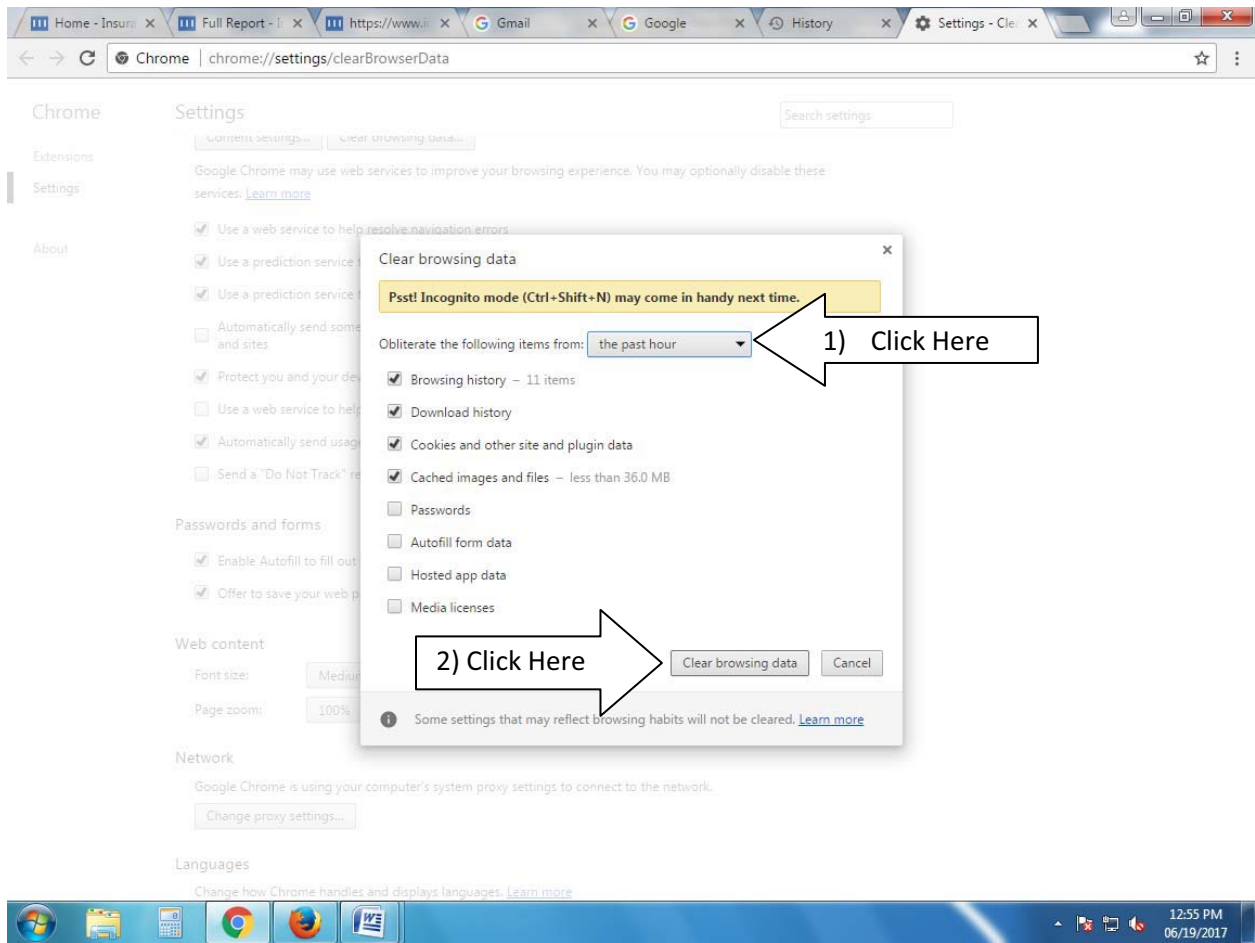 Home - Insura
Full Report - I
https://www.i
Gmail
Google
History
Settings - Cle
Chrome | chrome://settings/clearBrowserData
Chrome
Settings
Search settings
Content settings... Clear browsing data...
Extensions
Google Chrome may use web services to improve your browsing experience. You may optionally disable these
Settings
services. Learn more
Use a web service to help resolve navigation errors
About
Use a prediction service
Use a prediction service
Automatically send some
and sites
Protect you and your dev
Use a web service to help
Automatically send usage
Send a "Do Not Track" re
Passwords and forms
Enable Autofill to fill out
Offer to save your web p
Web content
Font size: Medium
Page zoom: 100%
Network
Google Chrome is using your computer's system proxy settings to connect to the network.
Change proxy settings...
Languages
Change how Chrome handles and displays languages. Learn more
Clear browsing data
Psst! Incognito mode (Ctrl+Shift+N) may come in handy next time.
Obliterate the following items from: the past hour
1) Click Here
Browsing history – 11 items
Download history
Cookies and other site and plugin data
Cached images and files – less than 36.0 MB
Passwords
Autofill form data
Hosted app data
Media licenses
2) Click Here
Clear browsing data Cancel
Some settings that may reflect browsing habits will not be cleared. Learn more
12:55 PM
06/19/2017